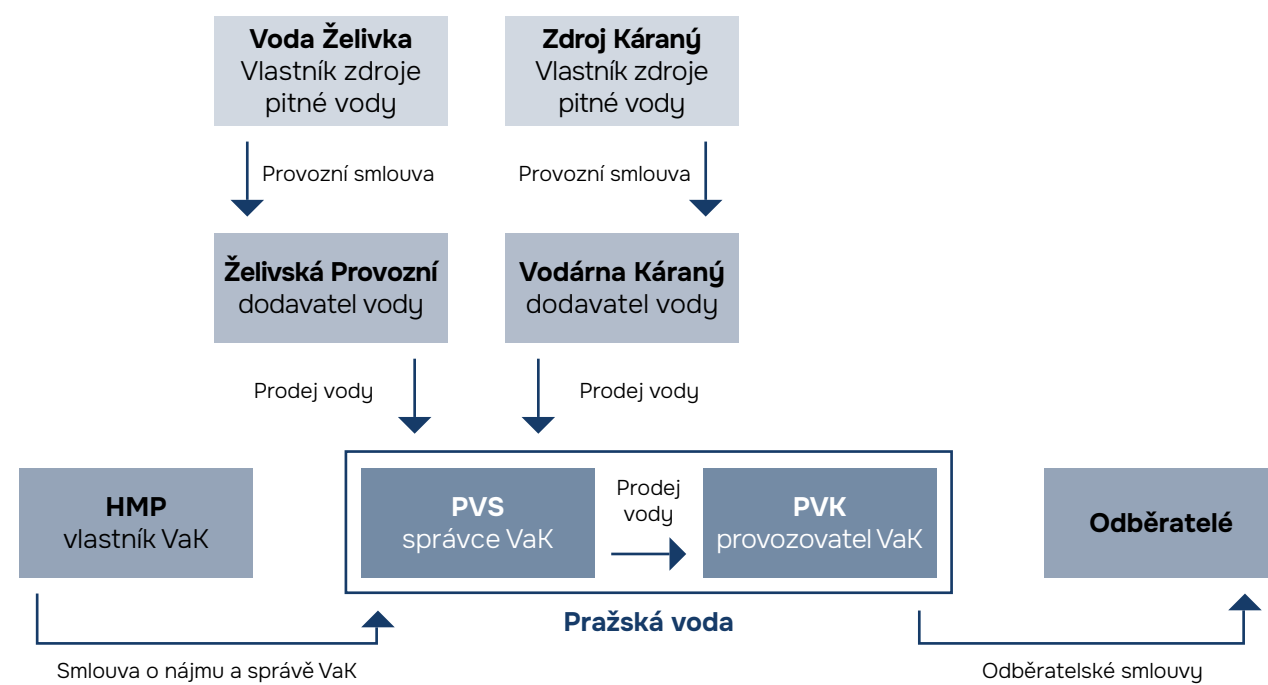 Voda Želivka
Vlastník zdroje
pitné vody
Zdroj Káraný
Vlastník zdroje
pitné vody
Provozní smlouva
Provozní smlouva
Želivská Provozní
dodavatel vody
Vodárna Káraný
dodavatel vody
Prodej vody
Prodej vody
HMP
vlastník VaK
PVS
správce VaK
Prodej
vody
PVK
provozovatel VaK
Odběratelé
Pražská voda
Smlouva o nájmu a správě VaK
Odběratelské smlouvy